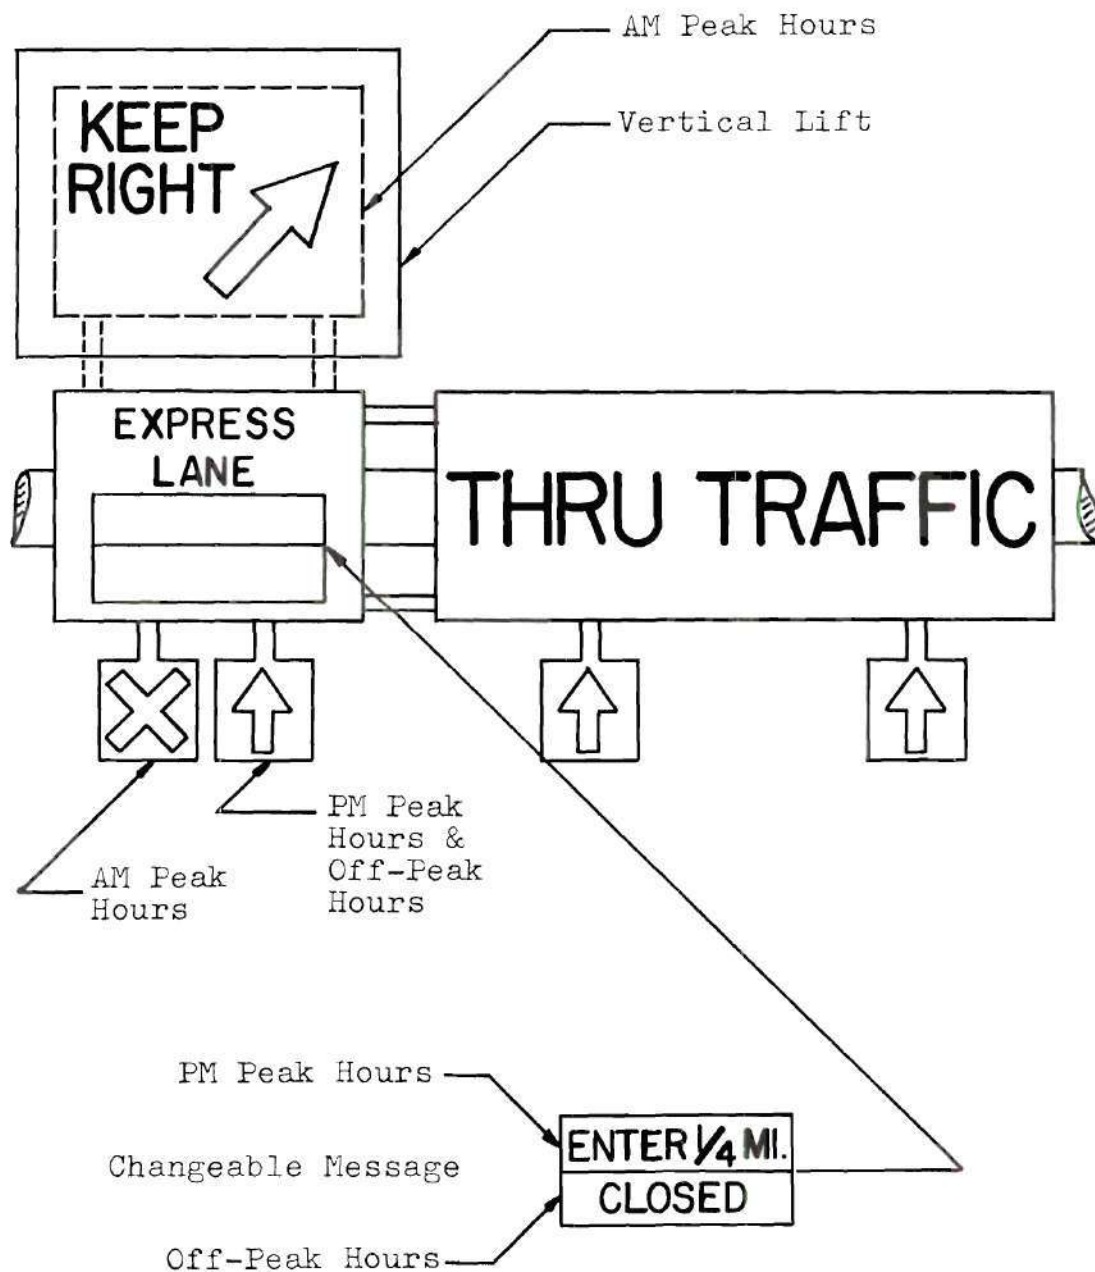 AM Peak Hours
Vertical Lift
KEEP
RIGHT
EXPRESS
LANE
THRU TRAFFIC
PM Peak
Hours &
Off-Peak
Hours
AM Peak
Hours
PM Peak Hours
ENTER 1/4 MI.
Changeable Message
CLOSED
Off-Peak Hours